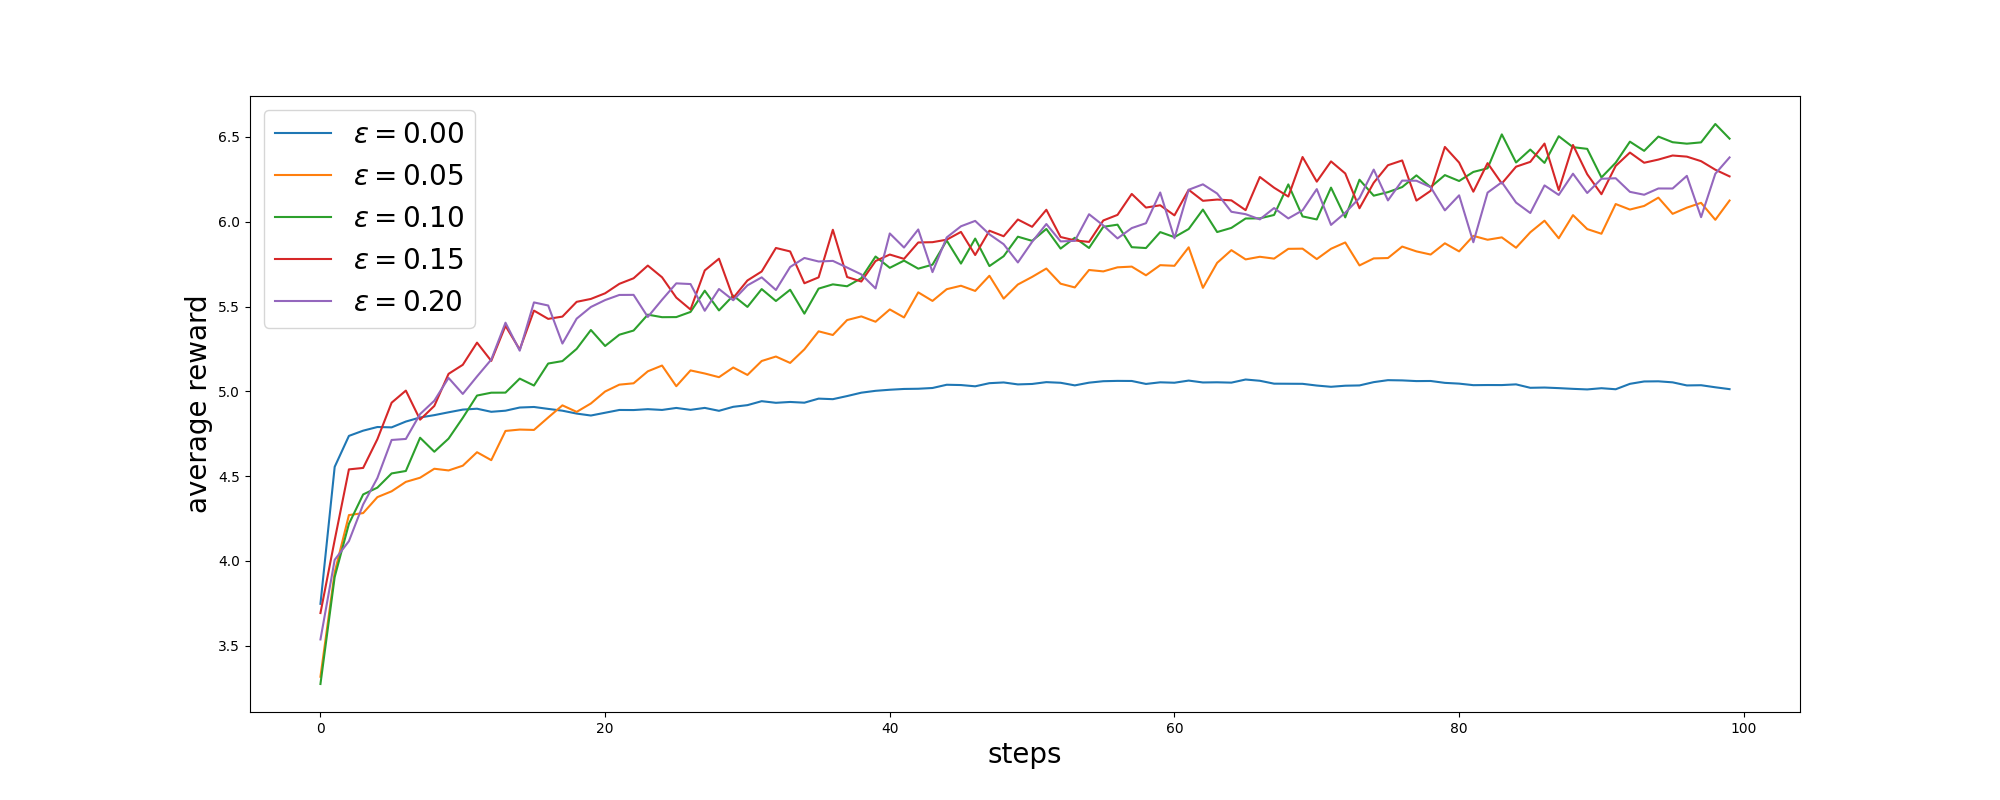 ε = 0.00
ε = 0.05
ε = 0.10
ε = 0.15
ε = 0.20
average reward
6.5
6.0
5.5
5.0
4.5
4.0
3.5
0 20 40 60 80 100
steps